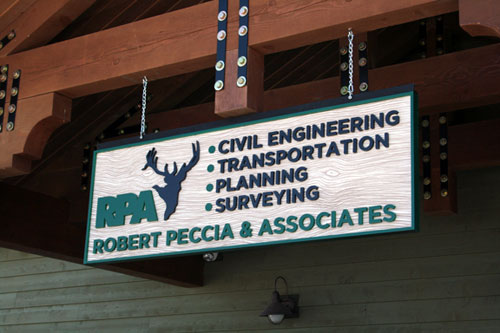 • CIVIL ENGINEERING
• TRANSPORTATION
• PLANNING
• SURVEYING
RPA
ROBERT PECCIA & ASSOCIATES